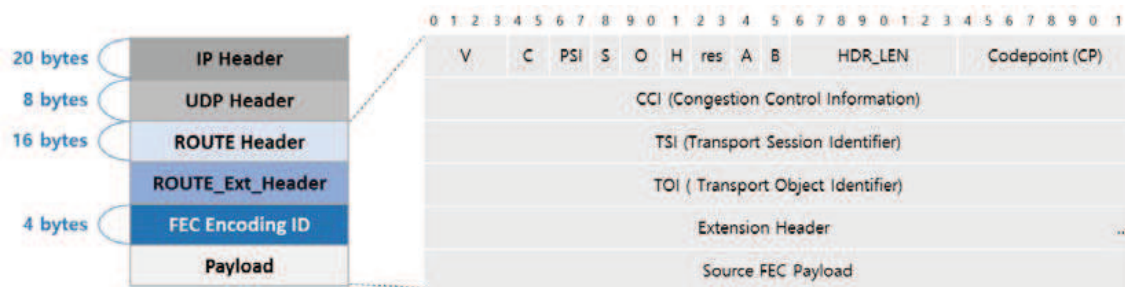 0 1 2 3 4 5 6 7 8 9 0 1 2 3 4 5 6 7 8 9 0 1 2 3 4 5 6 7 8 9 0 1
20 bytes IP Header V C PSI S O H res A B HDR_LEN Codepoint (CP)
8 bytes UDP Header CCI (Congestion Control Information)
16 bytes ROUTE Header TSI (Transport Session Identifier)
ROUTE_Ext_Header TOI ( Transport Object Identifier)
4 bytes FEC Encoding ID Extension Header ..
Payload Source FEC Payload